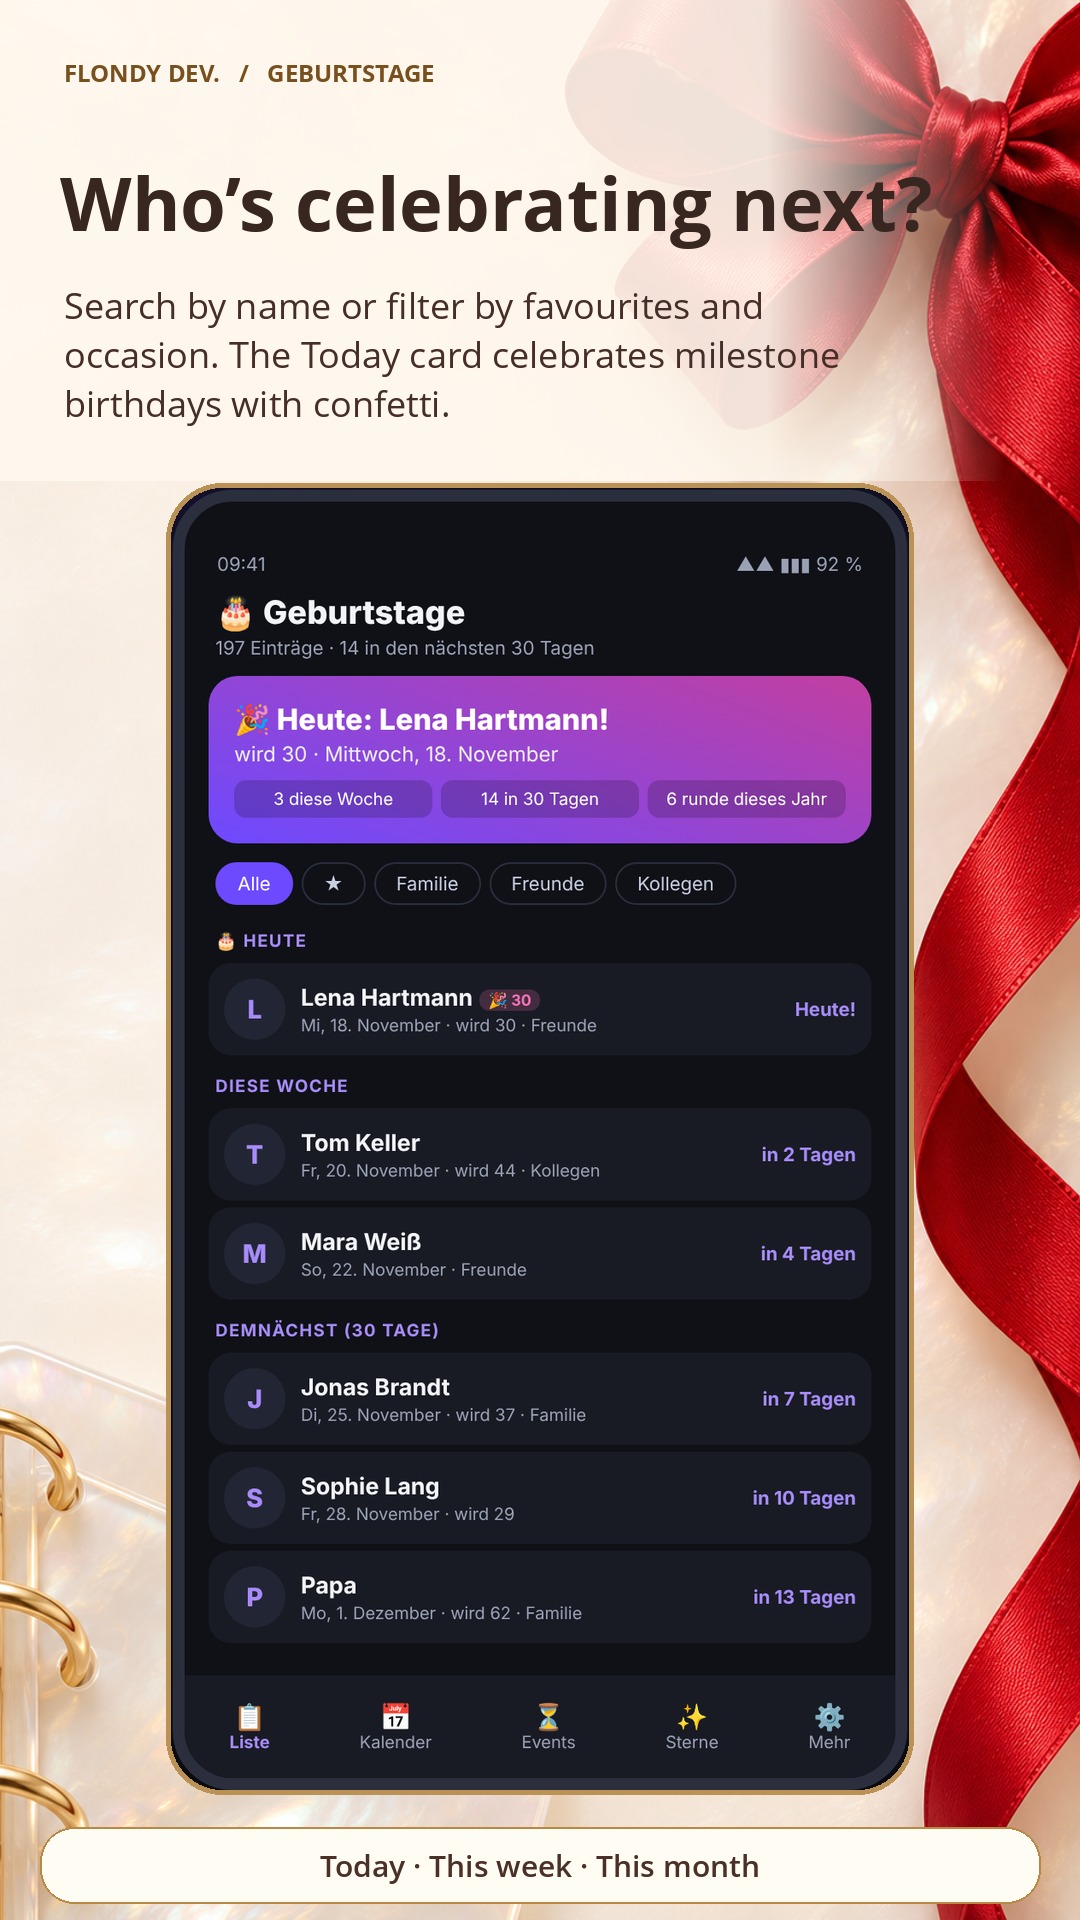 FLONDY DEV. / GEBURTSTAGE
Who’s celebrating next?
Search by name or filter by favourites and
occasion. The Today card celebrates milestone
birthdays with confetti.
09:41 92 %
Geburtstage
197 Einträge · 14 in den nächsten 30 Tagen
Heute: Lena Hartmann!
wird 30 · Mittwoch, 18. November
3 diese Woche 14 in 30 Tagen 6 runde dieses Jahr
Alle ★ Familie Freunde Kollegen
HEUTE
L Lena Hartmann 30
Mi, 18. November · wird 30 · Freunde Heute!
DIESE WOCHE
T Tom Keller
Fr, 20. November · wird 44 · Kollegen in 2 Tagen
M Mara Weiß
So, 22. November · Freunde in 4 Tagen
DEMNÄCHST (30 TAGE)
J Jonas Brandt
Di, 25. November · wird 37 · Familie in 7 Tagen
S Sophie Lang
Fr, 28. November · wird 29 in 10 Tagen
P Papa
Mo, 1. Dezember · wird 62 · Familie in 13 Tagen
July
17
Liste Kalender Events Sterne Mehr
Today · This week · This month